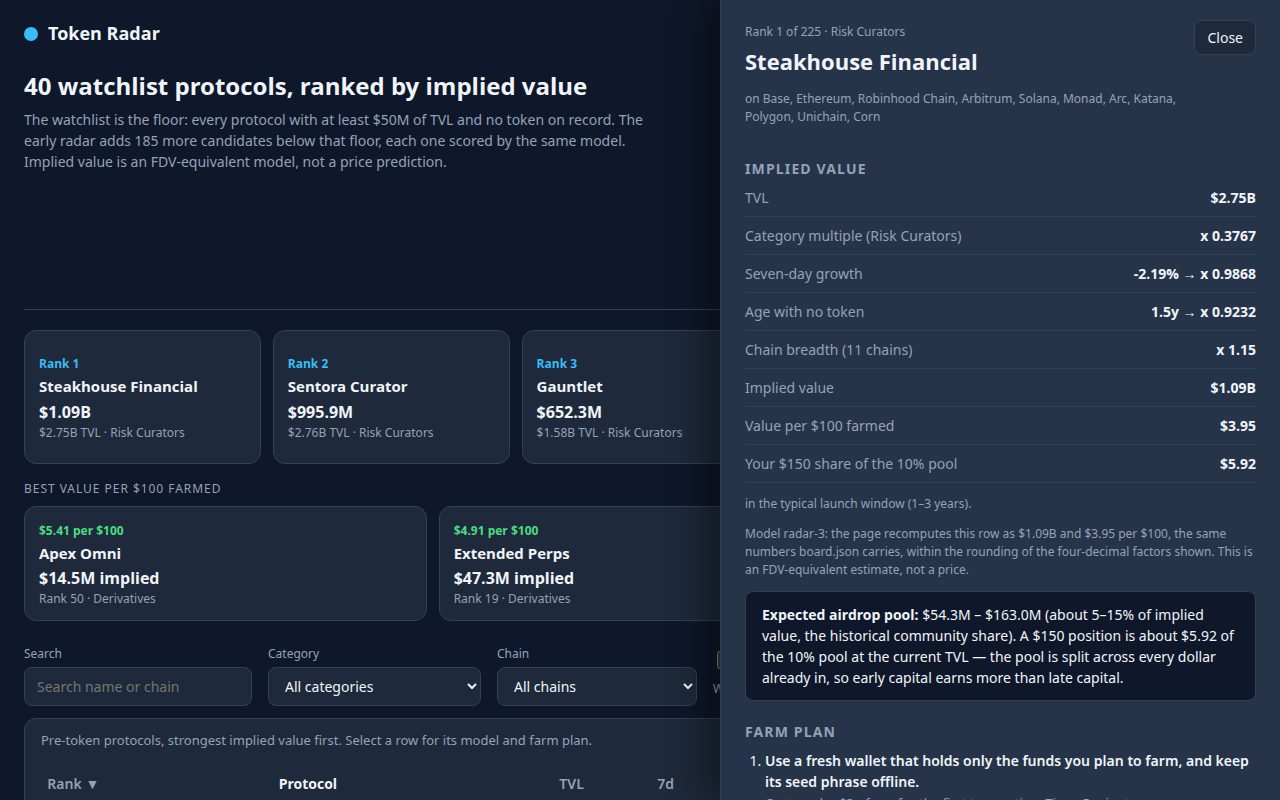 Token Radar
40 watchlist protocols, ranked by implied value
The watchlist is the floor: every protocol with at least $50M of TVL and no token on record. The
early radar adds 185 more candidates below that floor, each one scored by the same model.
Implied value is an FDV-equivalent model, not a price prediction.
Rank 1
Steakhouse Financial
$1.09B
$2.75B TVL · Risk Curators
Rank 2
Sentora Curator
$995.9M
$2.76B TVL · Risk Curators
Rank 3
Gauntlet
$652.3M
$1.58B TVL · Risk Curators
BEST VALUE PER $100 FARMED
$5.41 per $100
Apex Omni
$14.5M implied
Rank 50 · Derivatives
$4.91 per $100
Extended Perps
$47.3M implied
Rank 19 · Derivatives
Search
Search name or chain
Category
All categories
Chain
All chains
Pre-token protocols, strongest implied value first. Select a row for its model and farm plan.
Rank ▼ Protocol TVL 7d
Rank 1 of 225 · Risk Curators
Close
Steakhouse Financial
on Base, Ethereum, Robinhood Chain, Arbitrum, Solana, Monad, Arc, Katana,
Polygon, Unichain, Corn
IMPLIED VALUE
TVL $2.75B
Category multiple (Risk Curators) x 0.3767
Seven-day growth -2.19% → x 0.9868
Age with no token 1.5y → x 0.9232
Chain breadth (11 chains) x 1.15
Implied value $1.09B
Value per $100 farmed $3.95
Your $150 share of the 10% pool $5.92
in the typical launch window (1–3 years).
Model radar-3: the page recomputes this row as $1.09B and $3.95 per $100, the same
numbers board.json carries, within the rounding of the four-decimal factors shown. This is
an FDV-equivalent estimate, not a price.
Expected airdrop pool: $54.3M – $163.0M (about 5–15% of implied
value, the historical community share). A $150 position is about $5.92 of
the 10% pool at the current TVL — the pool is split across every dollar
already in, so early capital earns more than late capital.
FARM PLAN
1. Use a fresh wallet that holds only the funds you plan to farm, and keep
its seed phrase offline.